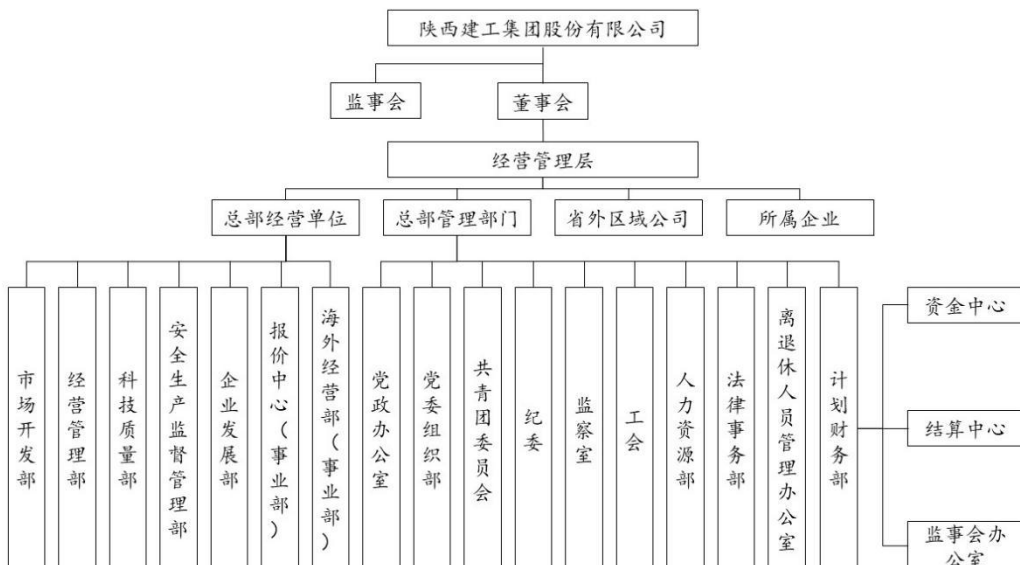 陕西建工集团股份有限公司
监事会
董事会
经营管理层
总部经营单位
总部管理部门
省外区域公司
所属企业
市场开发部
经营管理部
科技质量部
安全生产监督管理部
企业发展部
报价中心（事业部）
海外经营部（事业部）
党政办公室
党委组织部
共青团委员会
纪委
监察室
工会
人力资源部
法律事务部
离退休人员管理办公室
计划财务部
资金中心
结算中心
监事会办
公室